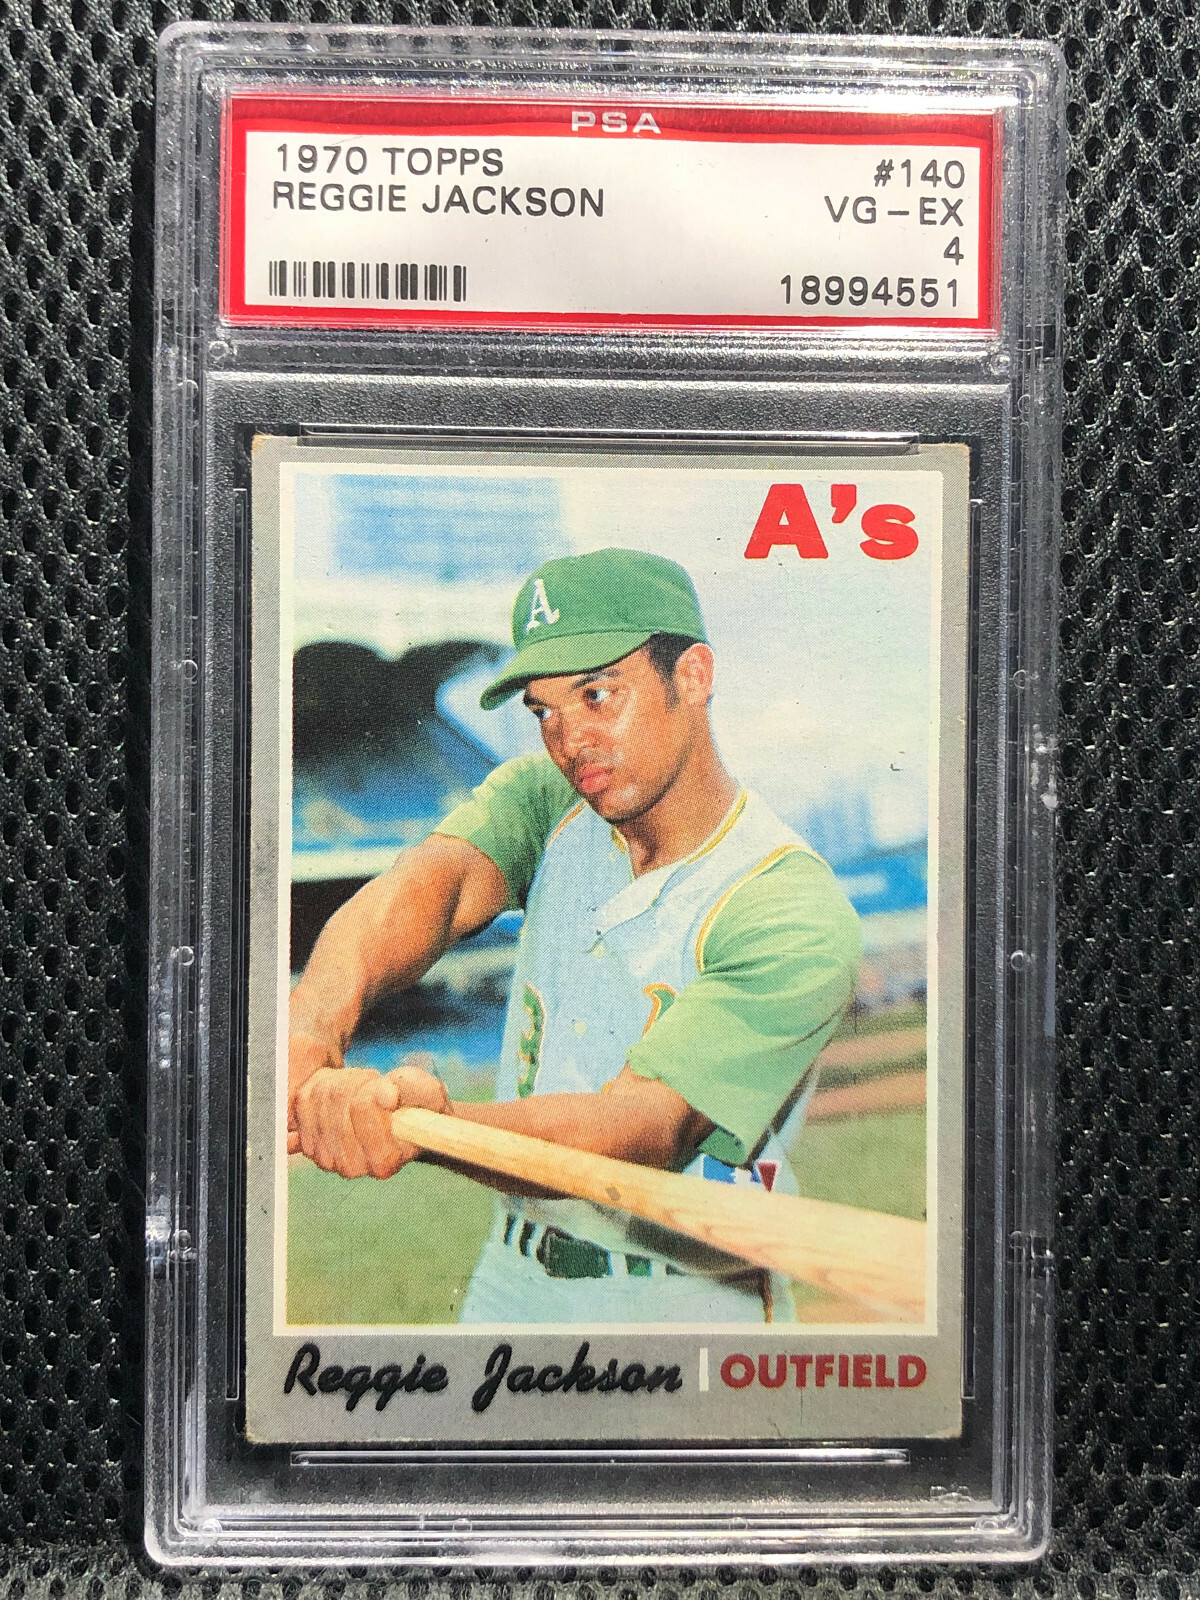 PSA
1970 TOPPS #140
REGGIE JACKSON VG-EX
4
18994551
A's
A
Reggie Jackson | OUTFIELD